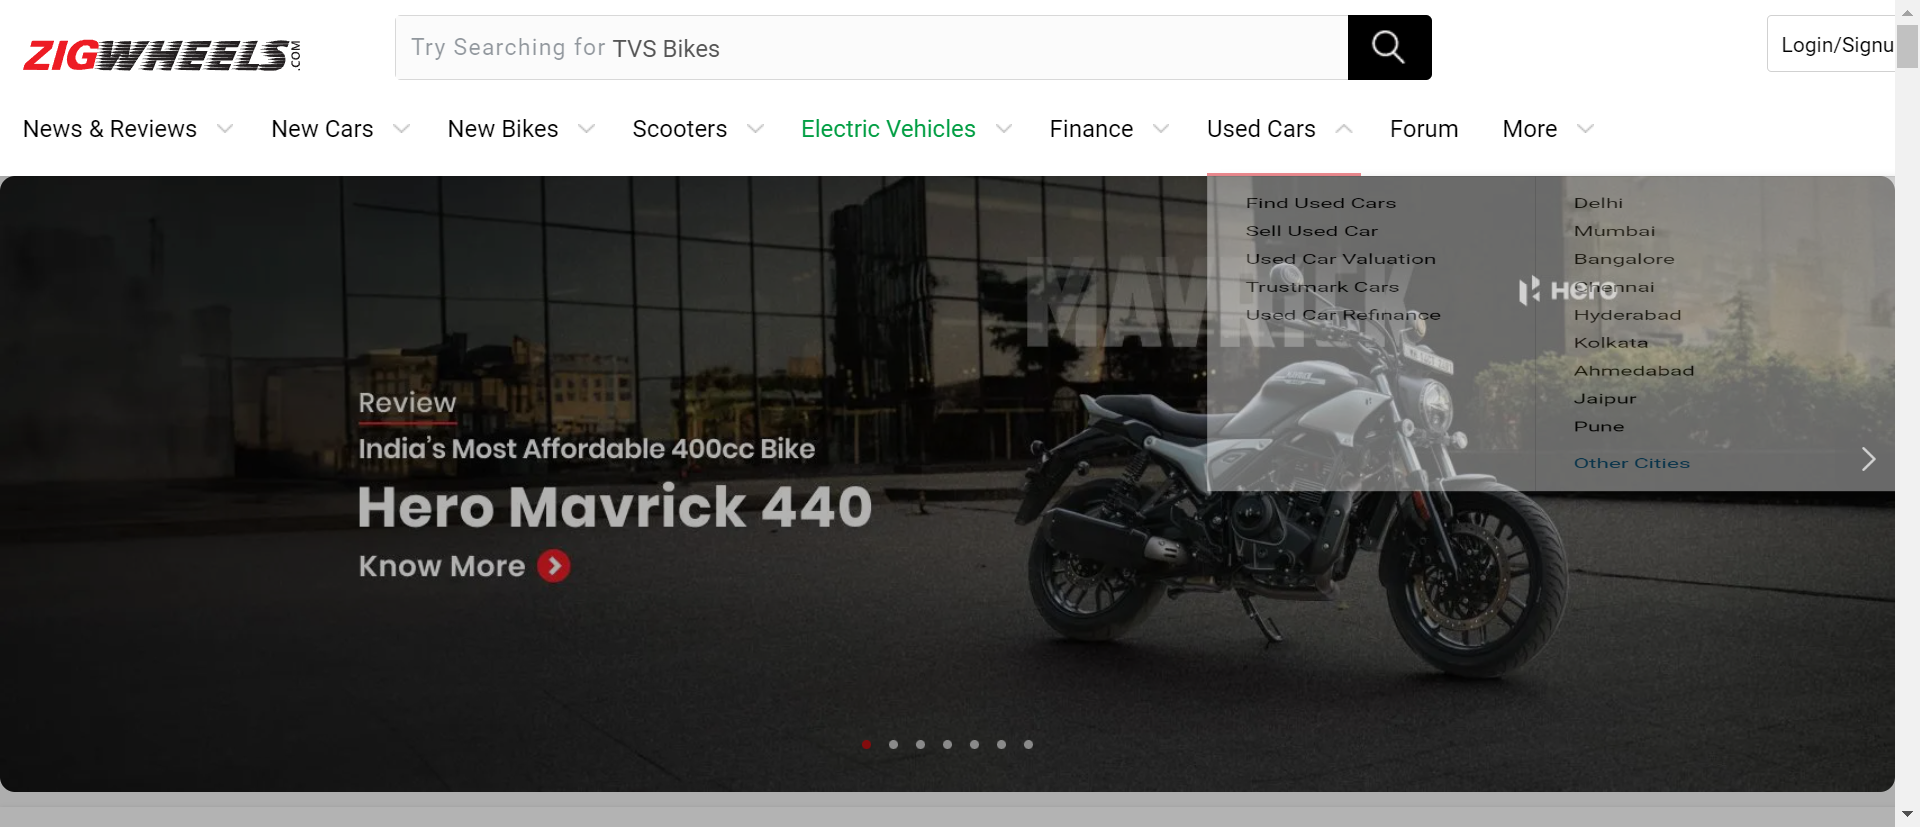 ZIGWHEELS.COM
Try Searching for TVS Bikes
Login/Signu
News & Reviews
New Cars
New Bikes
Scooters
Electric Vehicles
Finance
Used Cars
Forum
More
Find Used Cars
Sell Used Car
Used Car Valuation
Trustmark Cars
Used Car Refinance
Delhi
Mumbai
Bangalore
Chennai
Hyderabad
Kolkata
Ahmedabad
Jaipur
Pune
Other Cities
MAVRICK
Hero
Review
India's Most Affordable 400cc Bike
Hero Mavrick 440
Know More